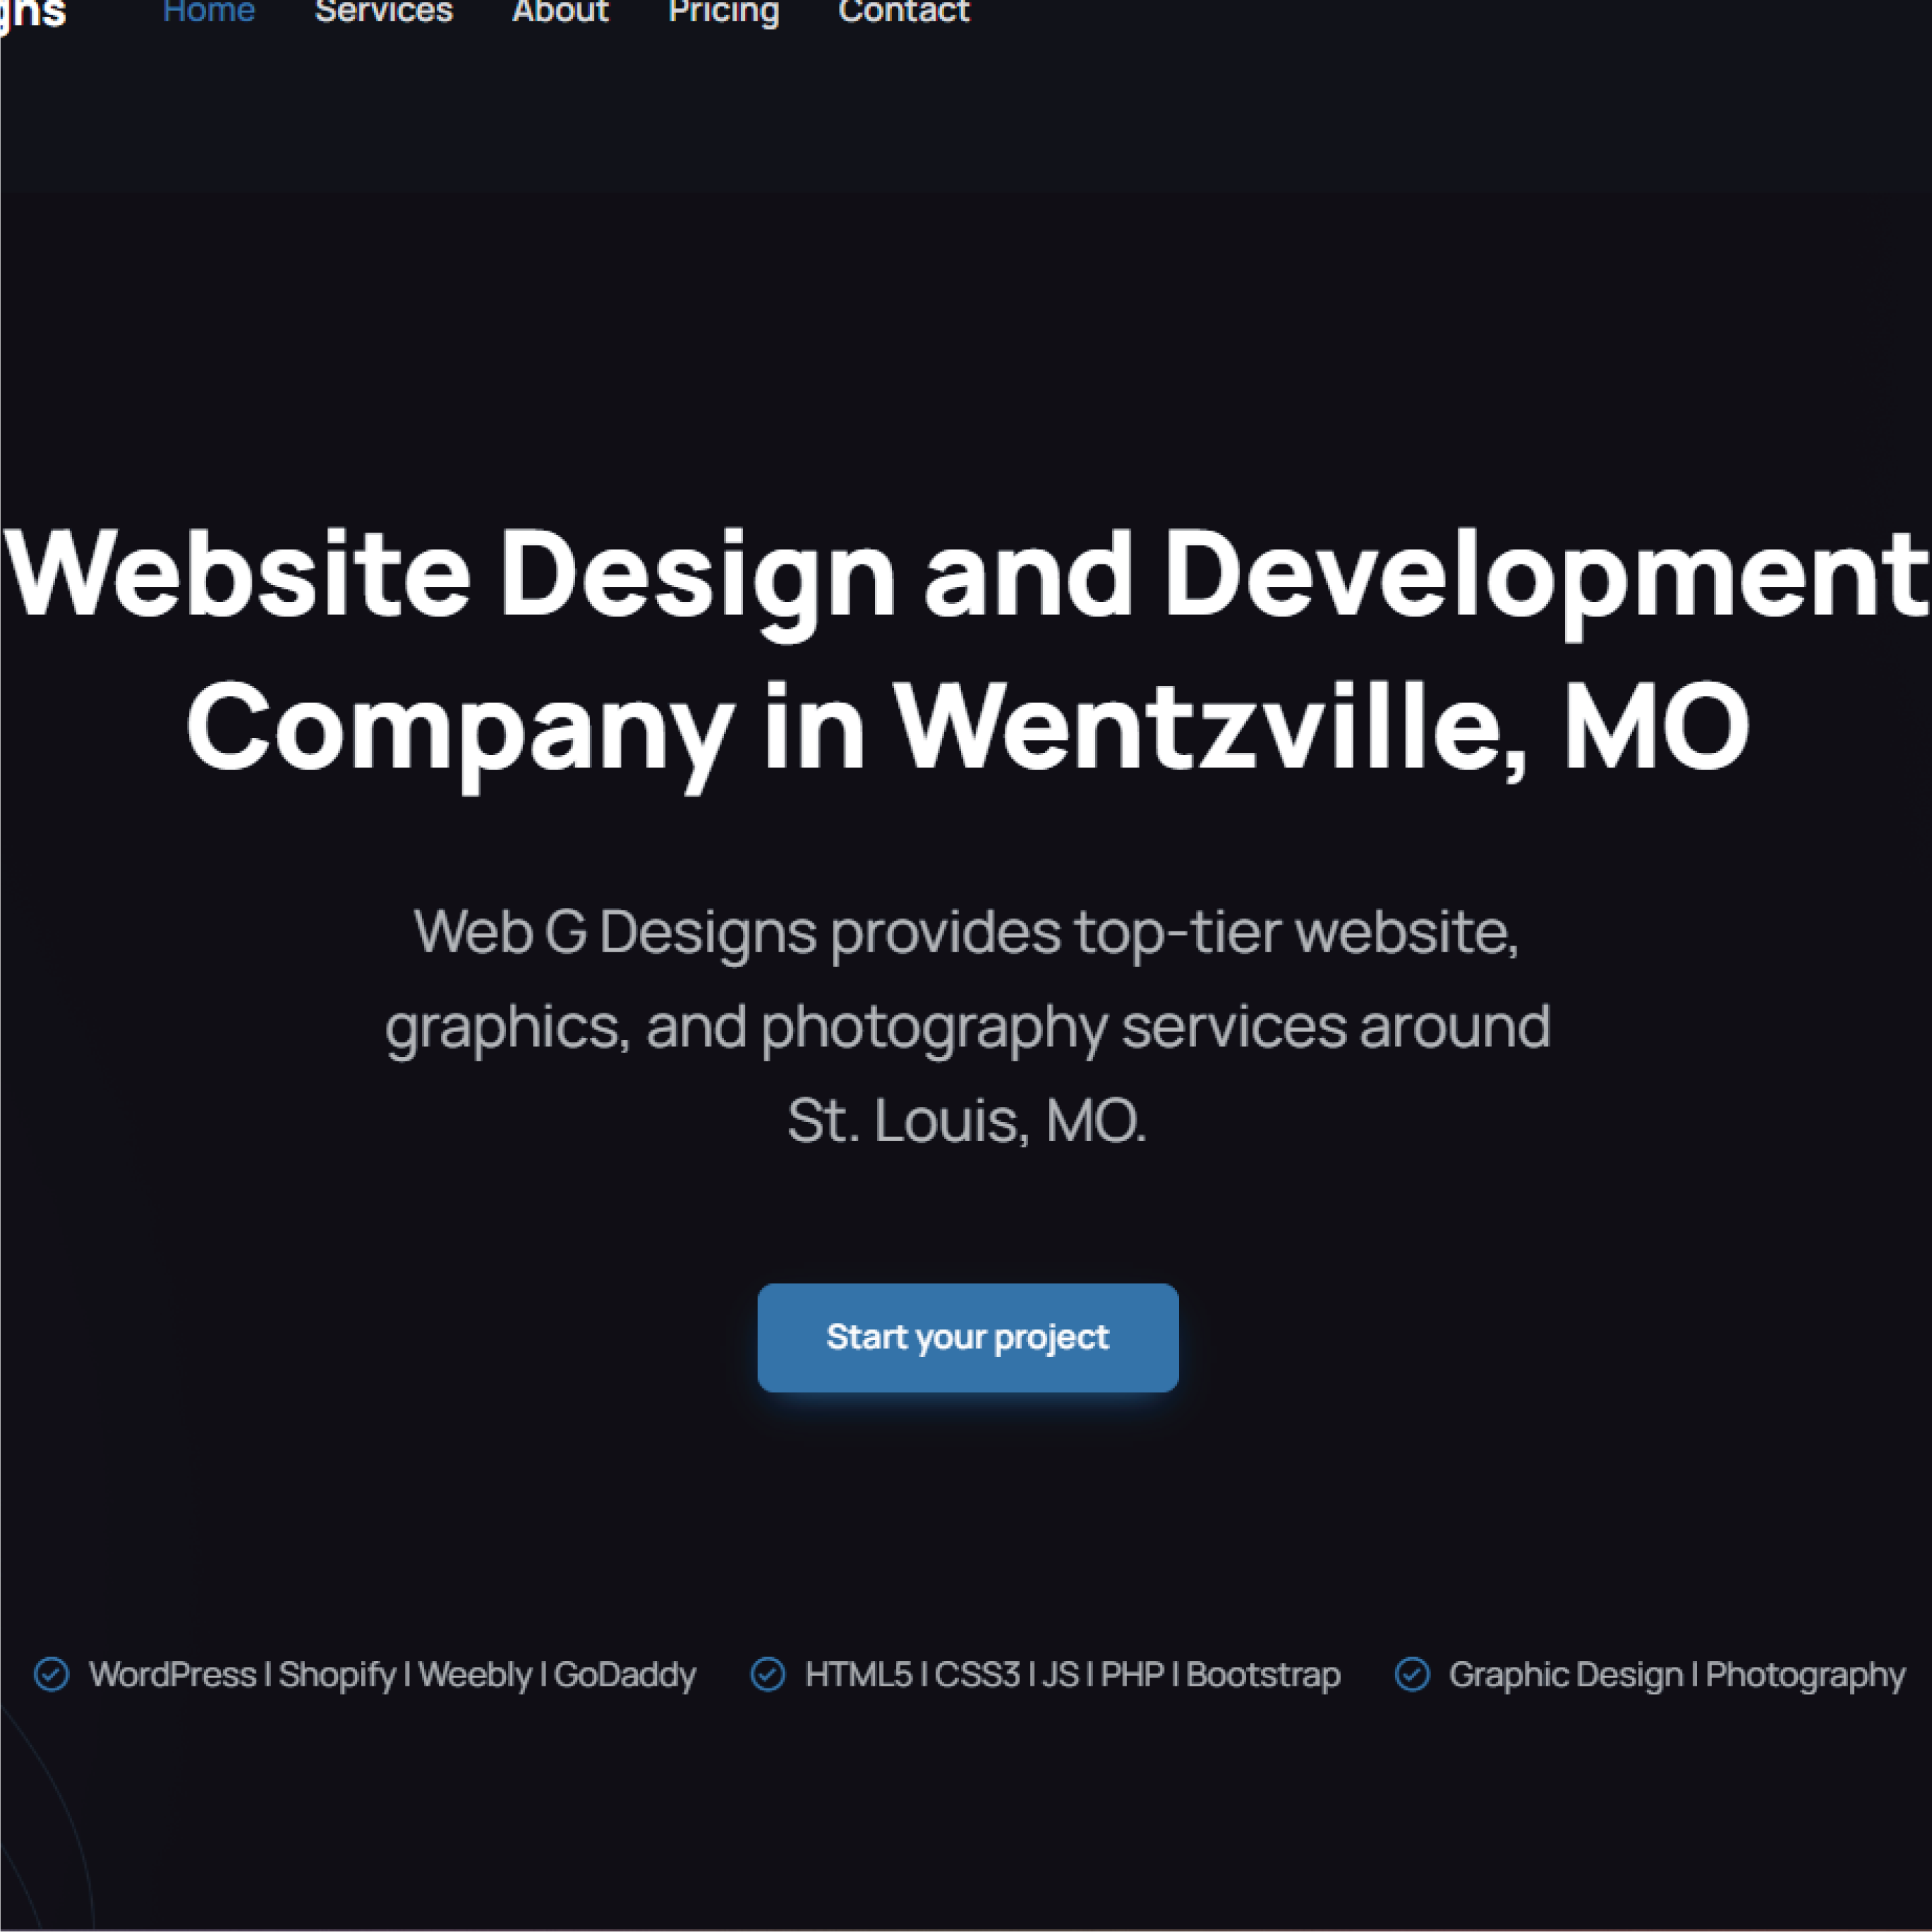 Home Services About Pricing Contact
Website Design and Development
Company in Wentzville, MO
Web G Designs provides top-tier website,
graphics, and photography services around
St. Louis, MO.
Start your project
WordPress | Shopify | Weebly | GoDaddy HTML5 | CSS3 | JS | PHP | Bootstrap Graphic Design | Photography